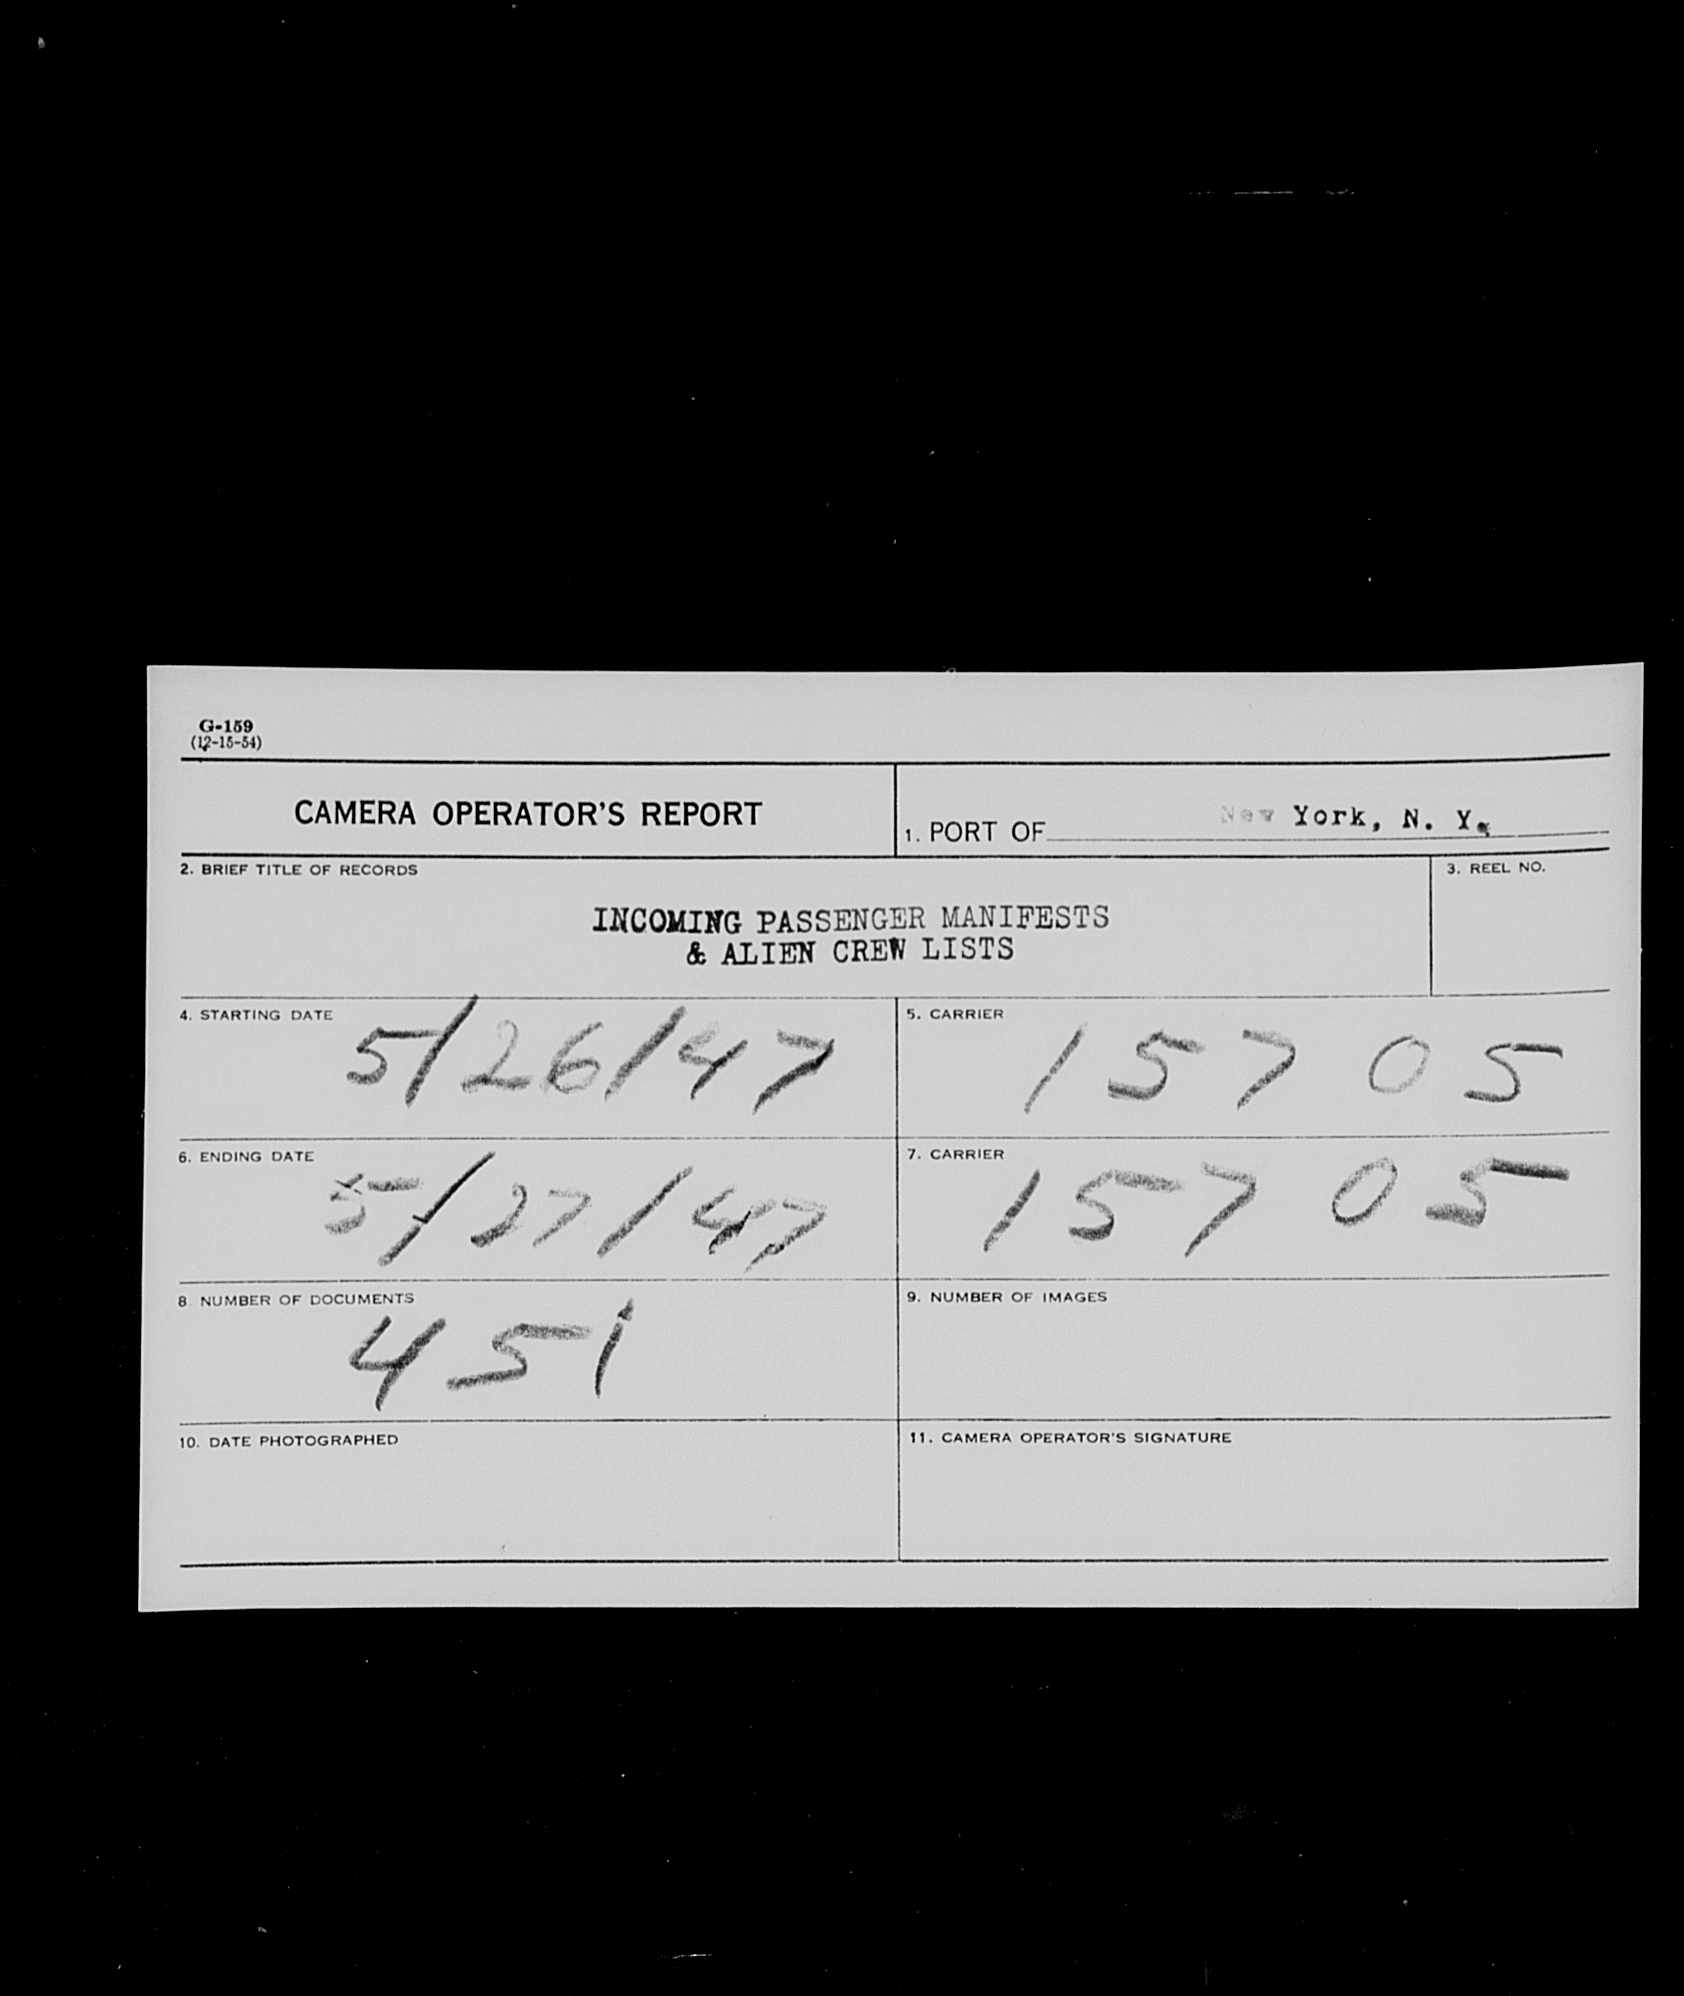 G-159
(12-15-54)
CAMERA OPERATOR'S REPORT
1. PORT OF New York, N. Y.
2. BRIEF TITLE OF RECORDS
3. REEL NO.
INCOMING PASSENGER MANIFESTS
& ALIEN CREW LISTS
4. STARTING DATE 5/26/47
5. CARRIER 15705
6. ENDING DATE 5/27/47
7. CARRIER 15705
8 NUMBER OF DOCUMENTS 451
9. NUMBER OF IMAGES
10. DATE PHOTOGRAPHED
11. CAMERA OPERATOR'S SIGNATURE